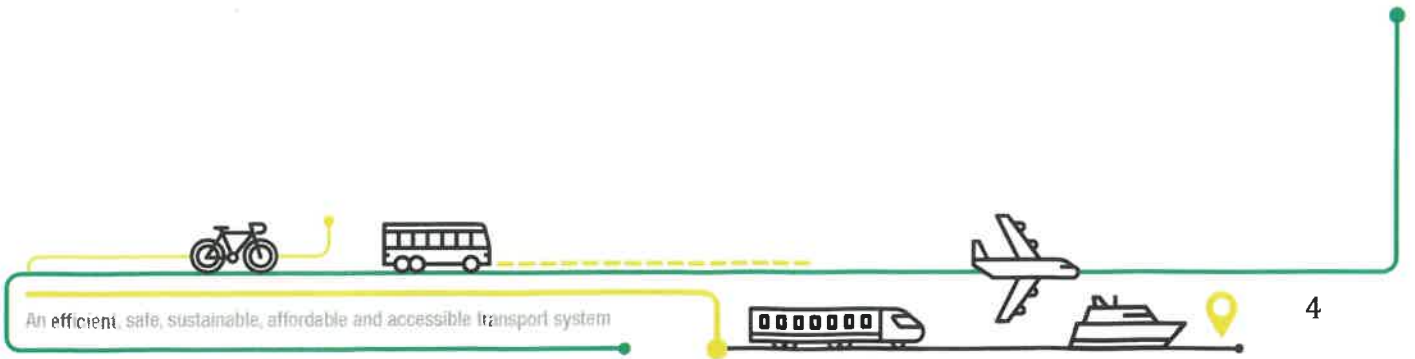 An efficient, safe, sustainable, affordable and accessible transport system
4